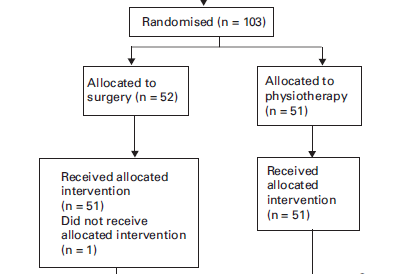 Randomised (n = 103)
Allocated to
surgery (n = 52)
Allocated to
physiotherapy
(n = 51)
Received allocated
intervention
(n = 51)
Did not receive
allocated intervention
(n = 1)
Received
allocated
intervention
(n = 51)